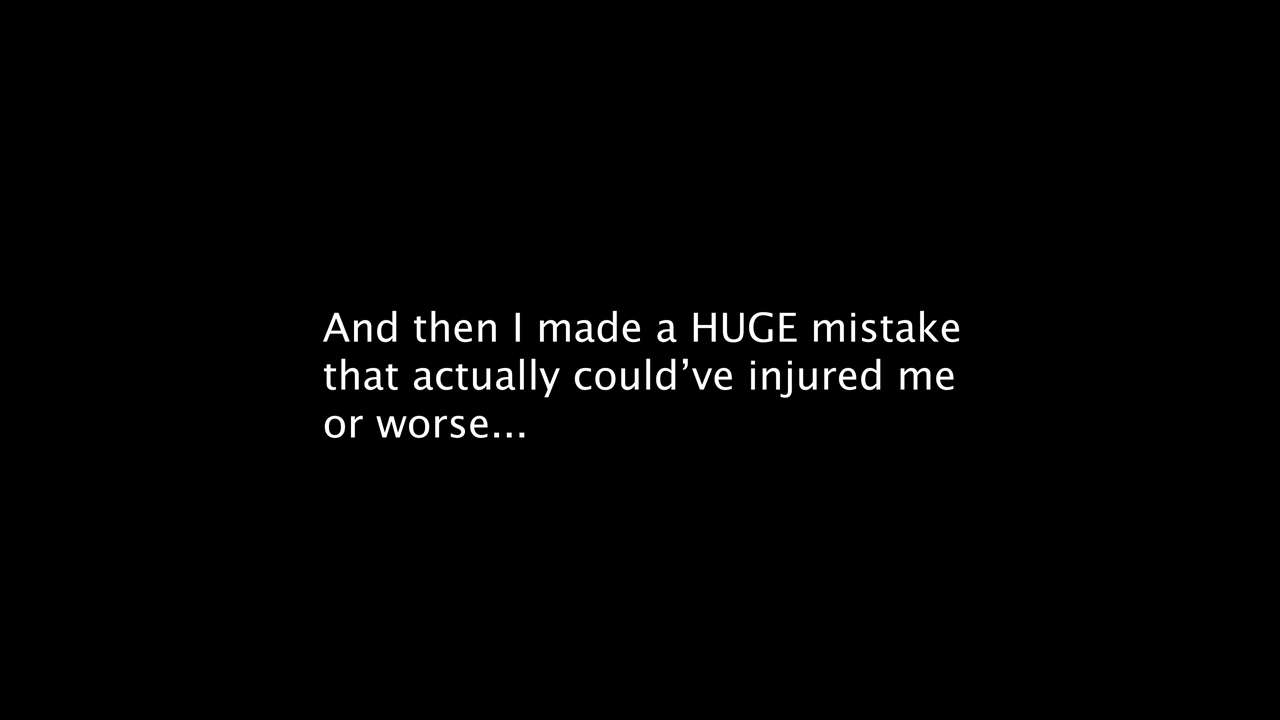 And then I made a HUGE mistake
that actually could’ve injured me
or worse...